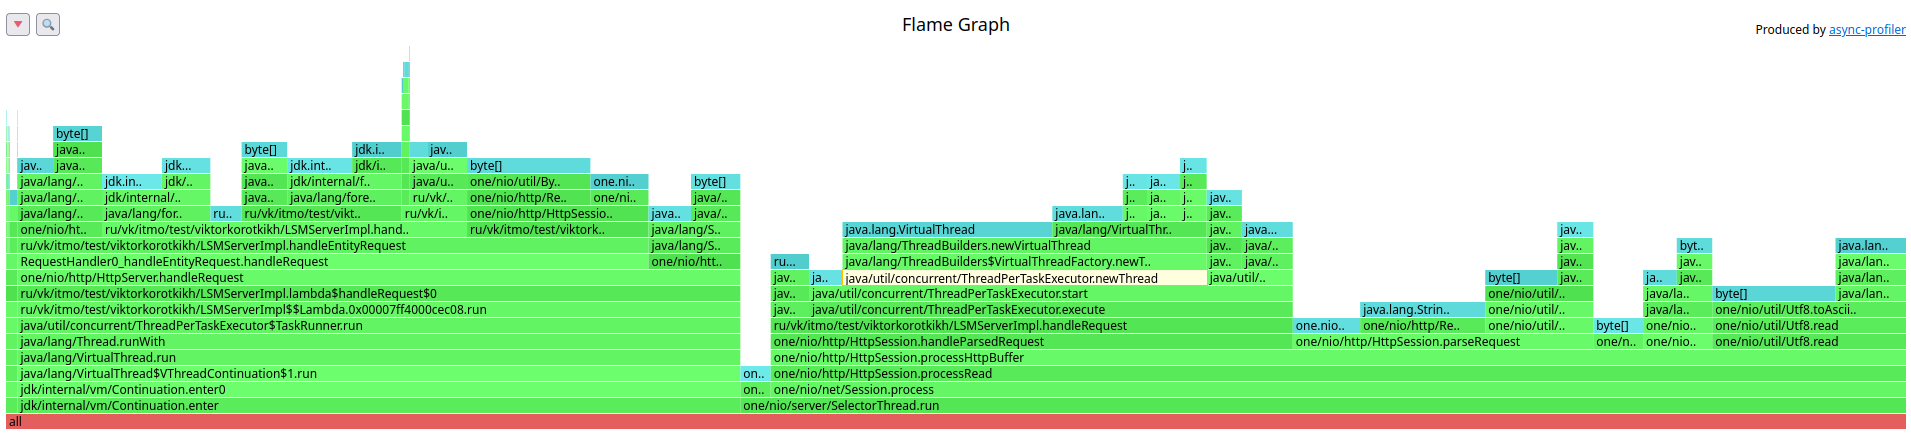 Flame Graph
Produced by async-profiler
byte[]
java.. byte[] jdk.i.. jav..
jav.. java.. jdk... java.. jdk.int.. jdk/i.. java/u.. byte[] j..
java/lang/.. jdk.in.. jdk/.. java.. jdk/internal/f.. java/u.. one/nio/util/By.. one.ni.. byte[] j.. ja.. j..
java/lang/.. jdk/internal/.. java.. java/lang/fore.. ru/vk/.. one/nio/http/Re.. one/ni.. java/.. j.. ja.. j.. jav..
java/lang/.. java/lang/for.. ru.. ru/vk/itmo/test/vikt.. ru/vk/i.. one/nio/http/HttpSessio.. java.. java/.. java.lan.. j.. ja.. j.. jav..
one/nio/ht.. ru/vk/itmo/test/viktorkorotkikh/LSMServerImpl.hand.. ru/vk/itmo/test/viktork.. java/lang/S.. java.lang.VirtualThread java/lang/VirtualThr.. jav.. java... jav..
ru/vk/itmo/test/viktorkorotkikh/LSMServerImpl.handleEntityRequest java/lang/S.. java/lang/ThreadBuilders.newVirtualThread jav.. java/.. jav.. byt.. java.lan..
RequestHandler0_handleEntityRequest.handleRequest one/nio/htt.. ru... java/lang/ThreadBuilders$VirtualThreadFactory.newT.. jav.. java/.. jav.. jav.. java/lan..
one/nio/http/HttpServer.handleRequest jav.. ja.. java/util/concurrent/ThreadPerTaskExecutor.newThread java/util/.. byte[] jav.. ja.. jav.. java/lan..
ru/vk/itmo/test/viktorkorotkikh/LSMServerImpl.lambda$handleRequest$0 jav.. java/util/concurrent/ThreadPerTaskExecutor.start one/nio/util/.. java/la.. byte[] java/lan..
ru/vk/itmo/test/viktorkorotkikh/LSMServerImpl$$Lambda.0x00007ff4000cec08.run jav.. java/util/concurrent/ThreadPerTaskExecutor.execute java.lang.Strin.. one/nio/util/.. java/la.. one/nio/util/Utf8.toAscii..
java/util/concurrent/ThreadPerTaskExecutor$TaskRunner.run ru/vk/itmo/test/viktorkorotkikh/LSMServerImpl.handleRequest one.nio.. one/nio/http/Re.. one/nio/util/.. byte[] one/nio.. one/nio/util/Utf8.read
java/lang/Thread.runWith one/nio/http/HttpSession.handleParsedRequest one/nio/http/HttpSession.parseRequest one/n.. one/nio.. one/nio/util/Utf8.read
java/lang/VirtualThread.run one/nio/http/HttpSession.processHttpBuffer
java/lang/VirtualThread$VThreadContinuation$1.run on.. one/nio/http/HttpSession.processRead
jdk/internal/vm/Continuation.enter0 on.. one/nio/net/Session.process
jdk/internal/vm/Continuation.enter one/nio/server/SelectorThread.run
all